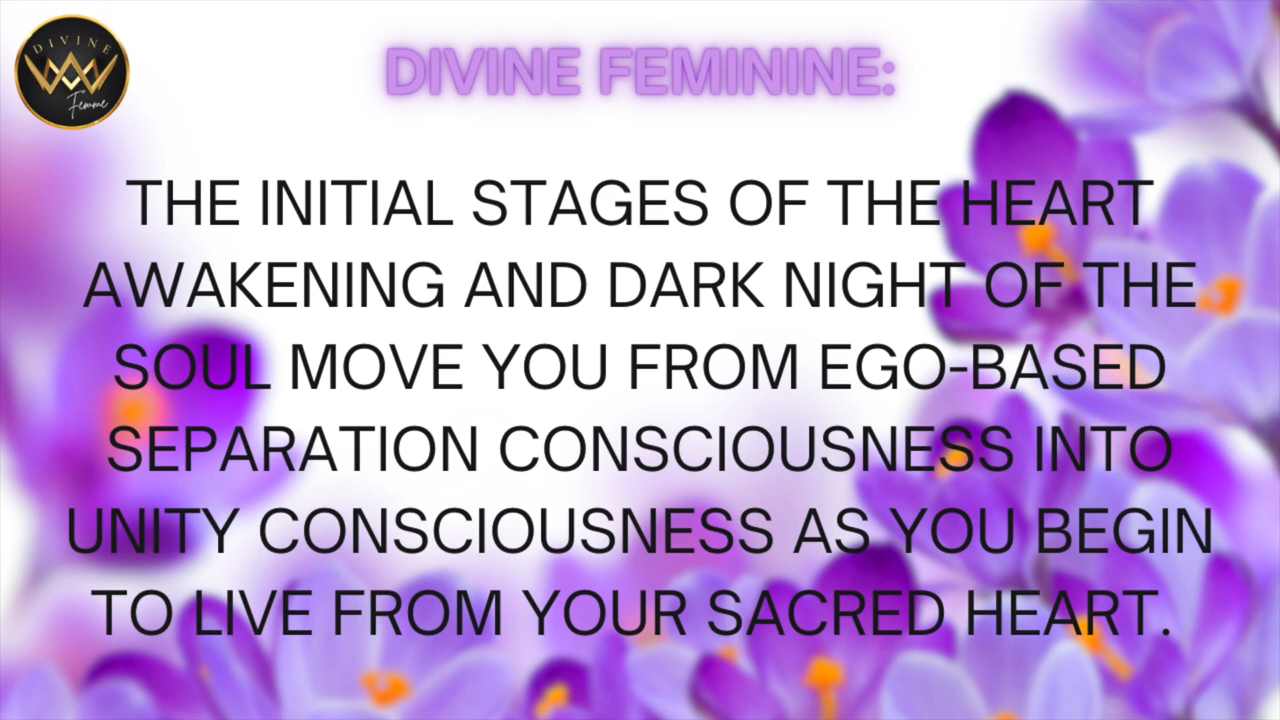 DIVINE
Femme
DIVINE FEMININE:
THE INITIAL STAGES OF THE HEART
AWAKENING AND DARK NIGHT OF THE
SOUL MOVE YOU FROM EGO-BASED
SEPARATION CONSCIOUSNESS INTO
UNITY CONSCIOUSNESS AS YOU BEGIN
TO LIVE FROM YOUR SACRED HEART.